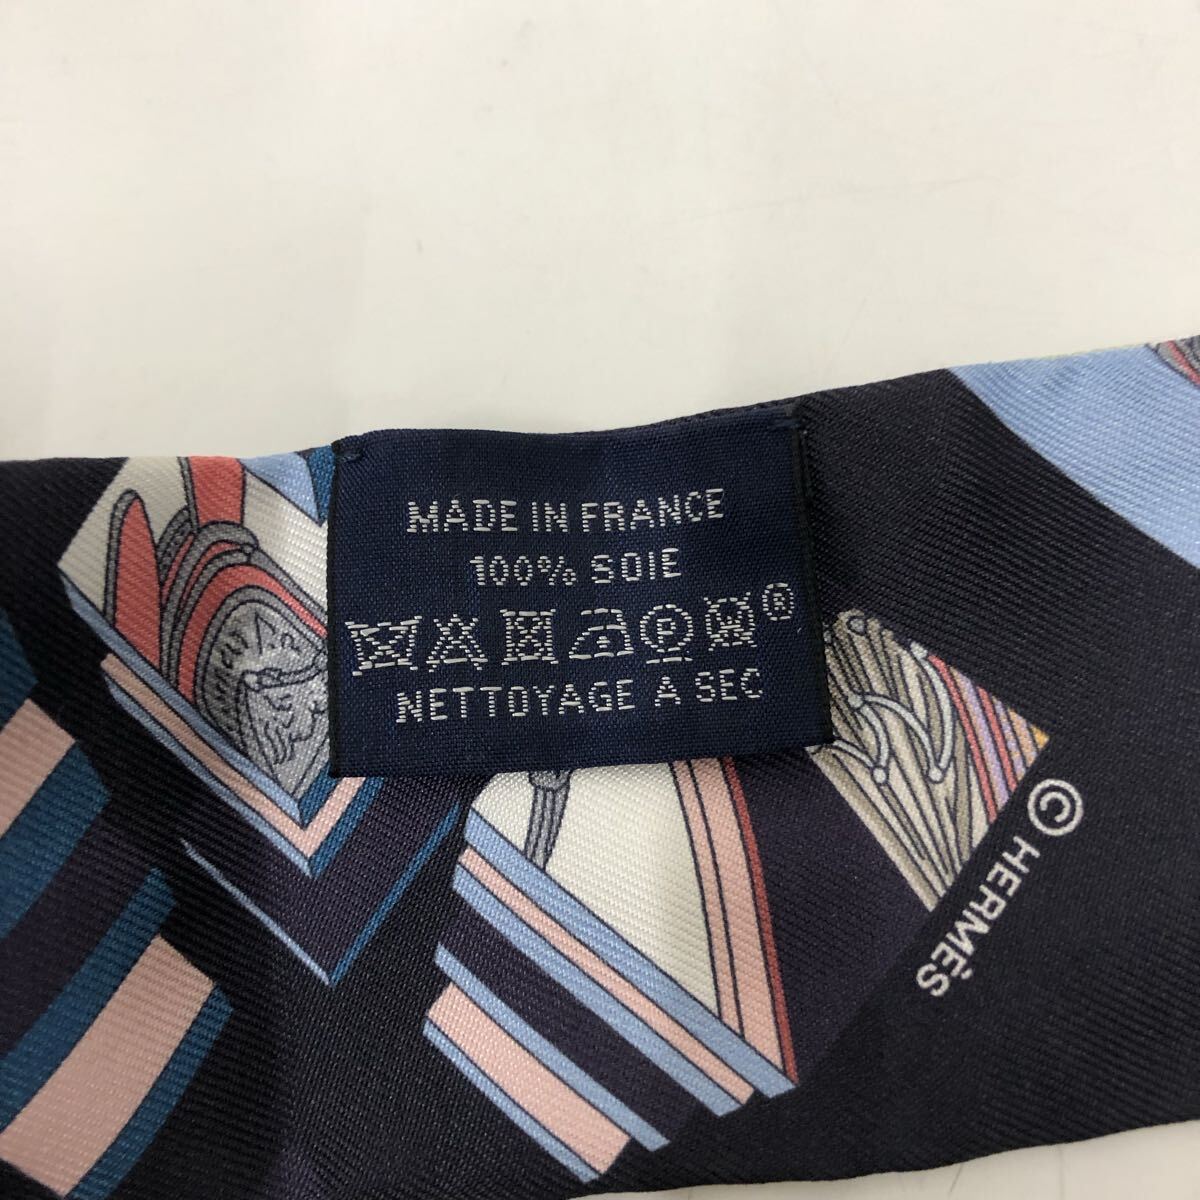 MADE IN FRANCE
100% SOIE
P W ®
NETTOYAGE A SEC
© HERMÈS